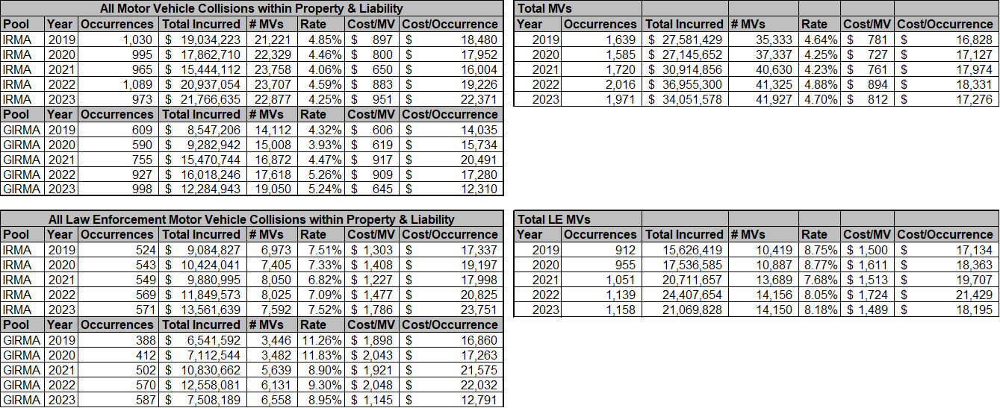 All Motor Vehicle Collisions within Property & Liability
Pool Year Occurrences Total Incurred # MVs Rate Cost/MV Cost/Occurrence
IRMA 2019 1,030 $ 19,034,223 21,221 4.85% $ 897 $ 18,480
IRMA 2020 995 $ 17,862,710 22,329 4.46% $ 800 $ 17,952
IRMA 2021 965 $ 15,444,112 23,758 4.06% $ 650 $ 16,004
IRMA 2022 1,089 $ 20,937,054 23,707 4.59% $ 883 $ 19,226
IRMA 2023 973 $ 21,766,635 22,877 4.25% $ 951 $ 22,371
Pool Year Occurrences Total Incurred # MVs Rate Cost/MV Cost/Occurrence
GIRMA 2019 609 $ 8,547,206 14,112 4.32% $ 606 $ 14,035
GIRMA 2020 590 $ 9,282,942 15,008 3.93% $ 619 $ 15,734
GIRMA 2021 755 $ 15,470,744 16,872 4.47% $ 917 $ 20,491
GIRMA 2022 927 $ 16,018,246 17,618 5.26% $ 909 $ 17,280
GIRMA 2023 998 $ 12,284,943 19,050 5.24% $ 645 $ 12,310
Total MVs
Year Occurrences Total Incurred # MVs Rate Cost/MV Cost/Occurrence
2019 1,639 $ 27,581,429 35,333 4.64% $ 781 $ 16,828
2020 1,585 $ 27,145,652 37,337 4.25% $ 727 $ 17,127
2021 1,720 $ 30,914,856 40,630 4.23% $ 761 $ 17,974
2022 2,016 $ 36,955,300 41,325 4.88% $ 894 $ 18,331
2023 1,971 $ 34,051,578 41,927 4.70% $ 812 $ 17,276
All Law Enforcement Motor Vehicle Collisions within Property & Liability
Pool Year Occurrences Total Incurred # MVs Rate Cost/MV Cost/Occurrence
IRMA 2019 524 $ 9,084,827 6,973 7.51% $ 1,303 $ 17,337
IRMA 2020 543 $ 10,424,041 7,405 7.33% $ 1,408 $ 19,197
IRMA 2021 549 $ 9,880,995 8,050 6.82% $ 1,227 $ 17,998
IRMA 2022 569 $ 11,849,573 8,025 7.09% $ 1,477 $ 20,825
IRMA 2023 571 $ 13,561,639 7,592 7.52% $ 1,786 $ 23,751
Pool Year Occurrences Total Incurred # MVs Rate Cost/MV Cost/Occurrence
GIRMA 2019 388 $ 6,541,592 3,446 11.26% $ 1,898 $ 16,860
GIRMA 2020 412 $ 7,112,544 3,482 11.83% $ 2,043 $ 17,263
GIRMA 2021 502 $ 10,830,662 5,639 8.90% $ 1,921 $ 21,575
GIRMA 2022 570 $ 12,558,081 6,131 9.30% $ 2,048 $ 22,032
GIRMA 2023 587 $ 7,508,189 6,558 8.95% $ 1,145 $ 12,791
Total LE MVs
Year Occurrences Total Incurred # MVs Rate Cost/MV Cost/Occurrence
2019 912 15,626,419 10,419 8.75% $ 1,500 $ 17,134
2020 955 17,536,585 10,887 8.77% $ 1,611 $ 18,363
2021 1,051 20,711,657 13,689 7.68% $ 1,513 $ 19,707
2022 1,139 24,407,654 14,156 8.05% $ 1,724 $ 21,429
2023 1,158 21,069,828 14,150 8.18% $ 1,489 $ 18,195